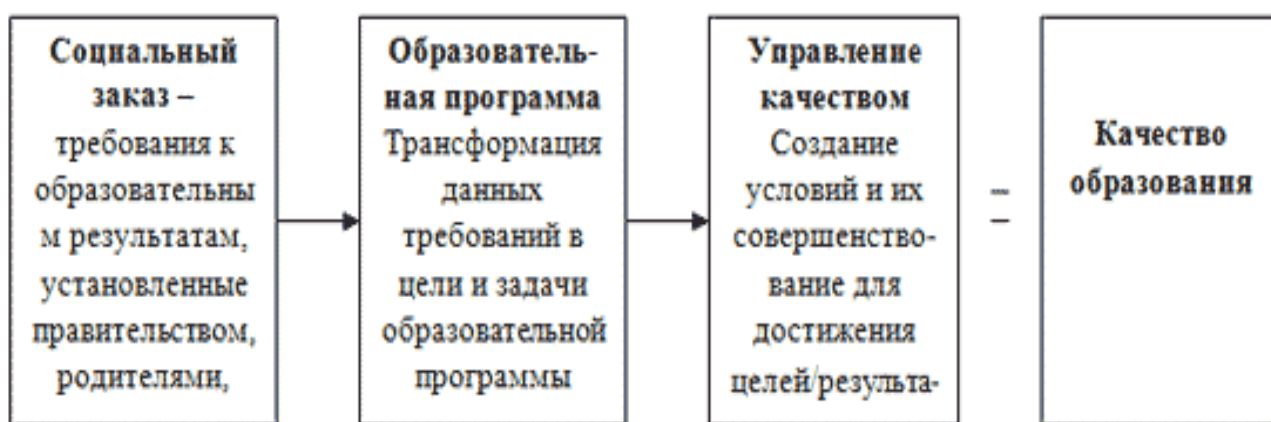 Социальный
заказ –
требования к
образовательны
м результатам,
установленные
правительством,
родителями,
Образователь-
ная программа
Трансформация
данных
требований в
цели и задачи
образовательной
программы
Управление
качеством
Создание
условий и их
совершенство-
вание для
достижения
целей/результа-
=
Качество
образования